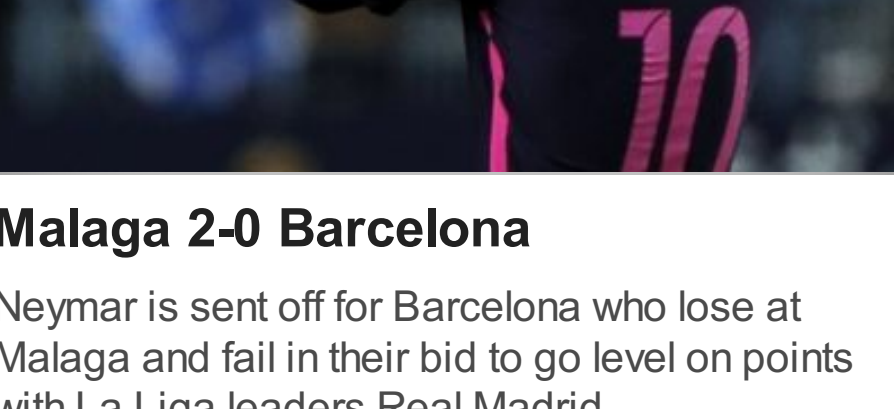 10
Malaga 2-0 Barcelona
Neymar is sent off for Barcelona who lose at
Malaga and fail in their bid to go level on points
with La Liga leaders Real Madrid